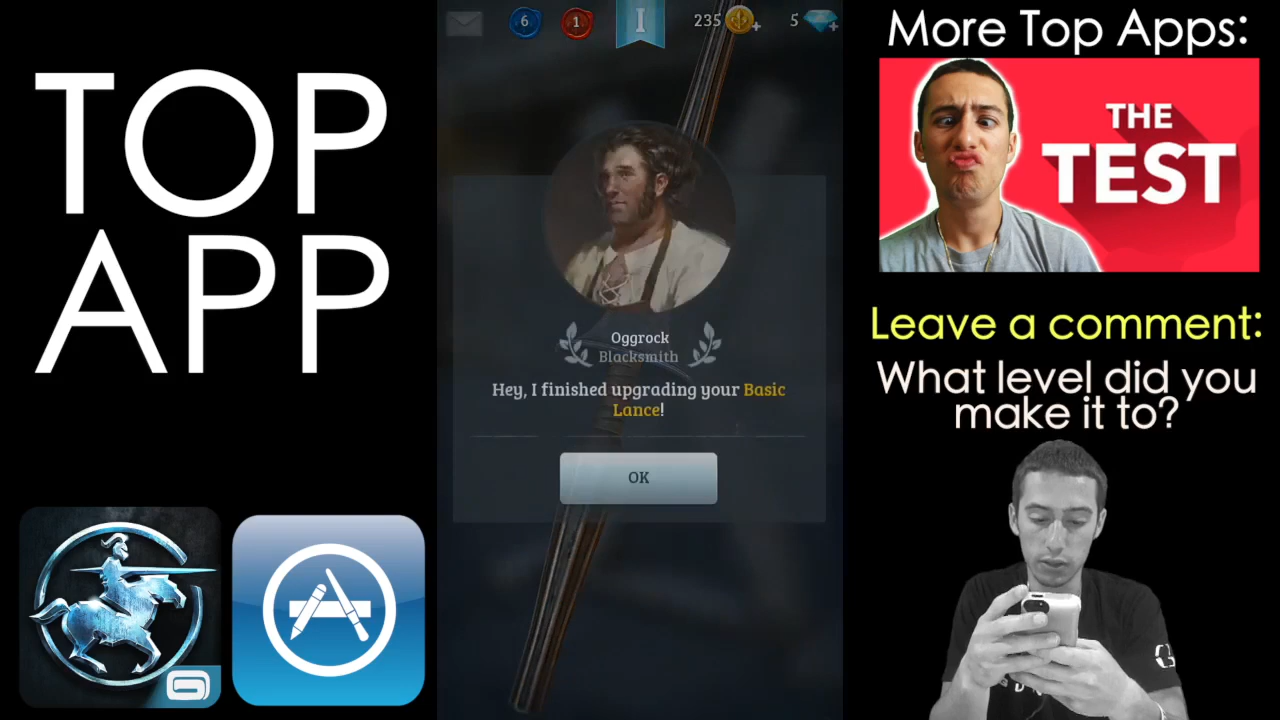 TOP
APP
6
1
I
235
5
Oggrock
Blacksmith
Hey, I finished upgrading your Basic
Lance!
OK
More Top Apps:
THE
TEST
Leave a comment:
What level did you
make it to?